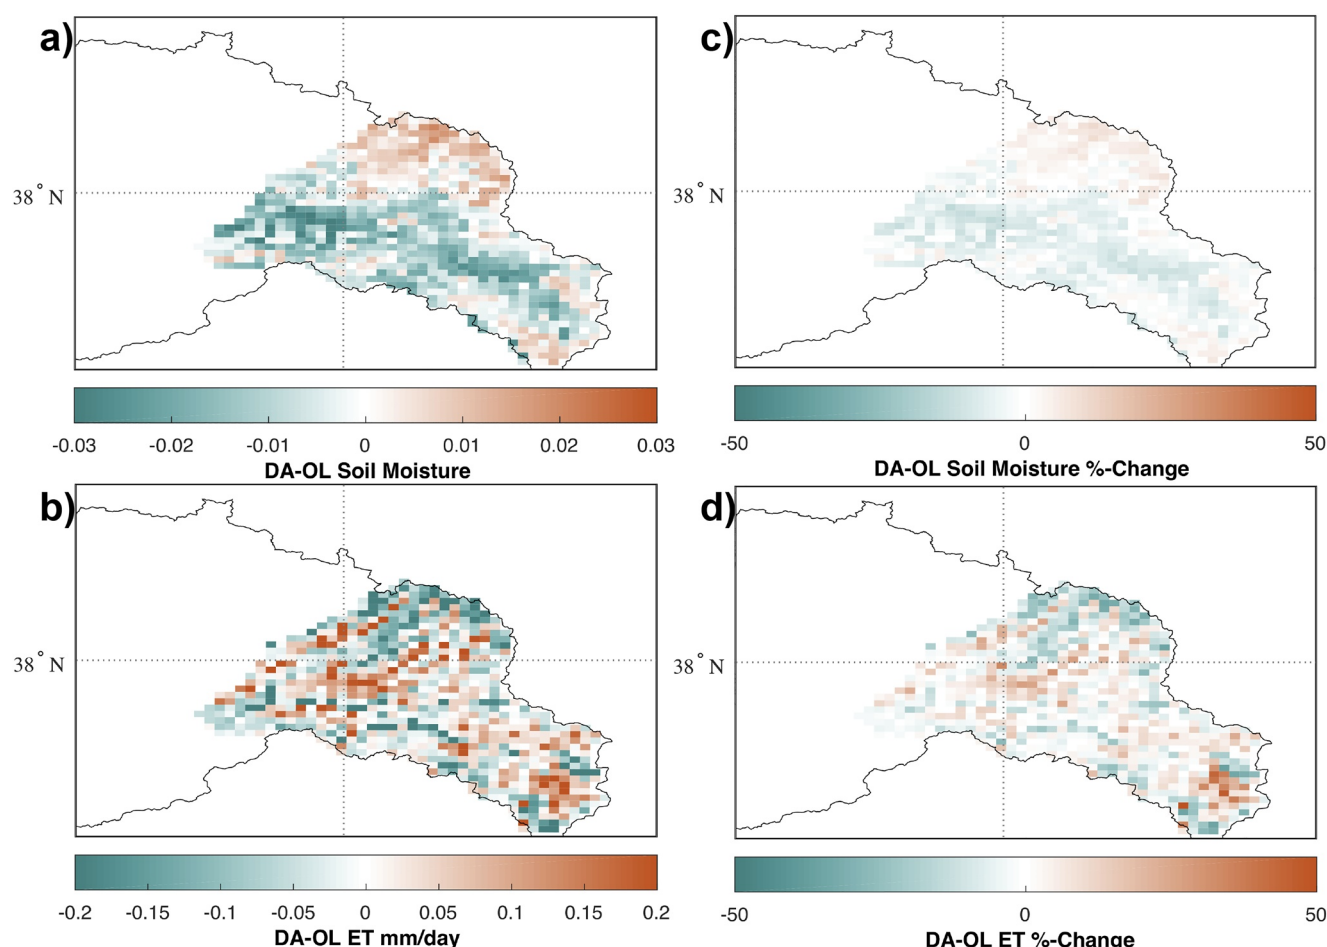 a)
38° N
-0.03 -0.02 -0.01 0 0.01 0.02 0.03
DA-OL Soil Moisture
b)
38° N
-0.2 -0.15 -0.1 -0.05 0 0.05 0.1 0.15 0.2
DA-OL ET mm/day
c)
-50 0 50
DA-OL Soil Moisture %-Change
d)
38° N
-50 0 50
DA-OL ET %-Change